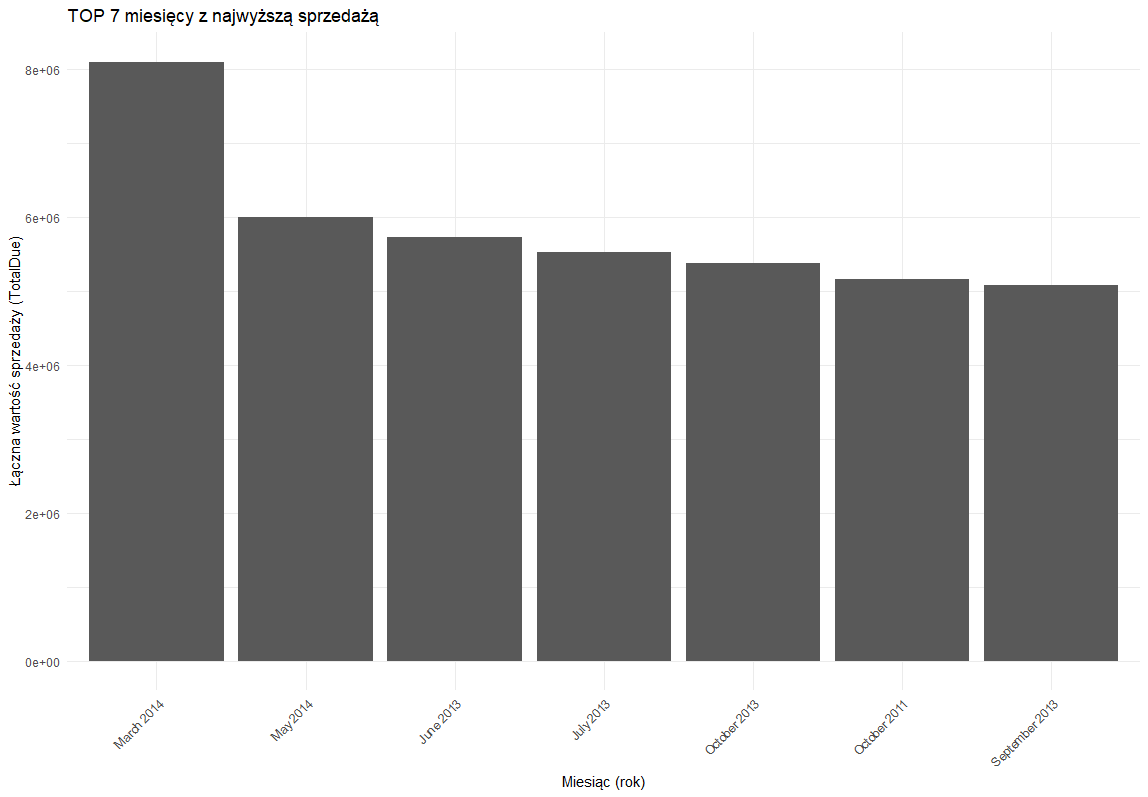 TOP 7 miesięcy z najwyższą sprzedażą
Łączna wartość sprzedaży (TotalDue)
8e+06
6e+06
4e+06
2e+06
0e+00
March 2014
May 2014
June 2013
July 2013
October 2013
October 2011
September 2013
Miesiąc (rok)